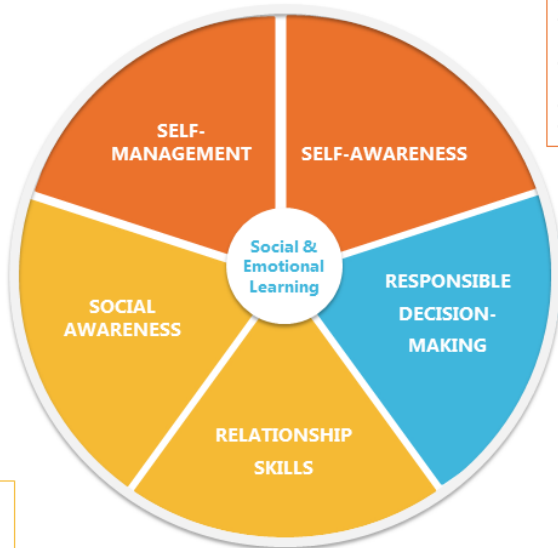 SELF-
MANAGEMENT
SELF-AWARENESS
Social &
Emotional
Learning
RESPONSIBLE
DECISION-
MAKING
SOCIAL
AWARENESS
RELATIONSHIP
SKILLS